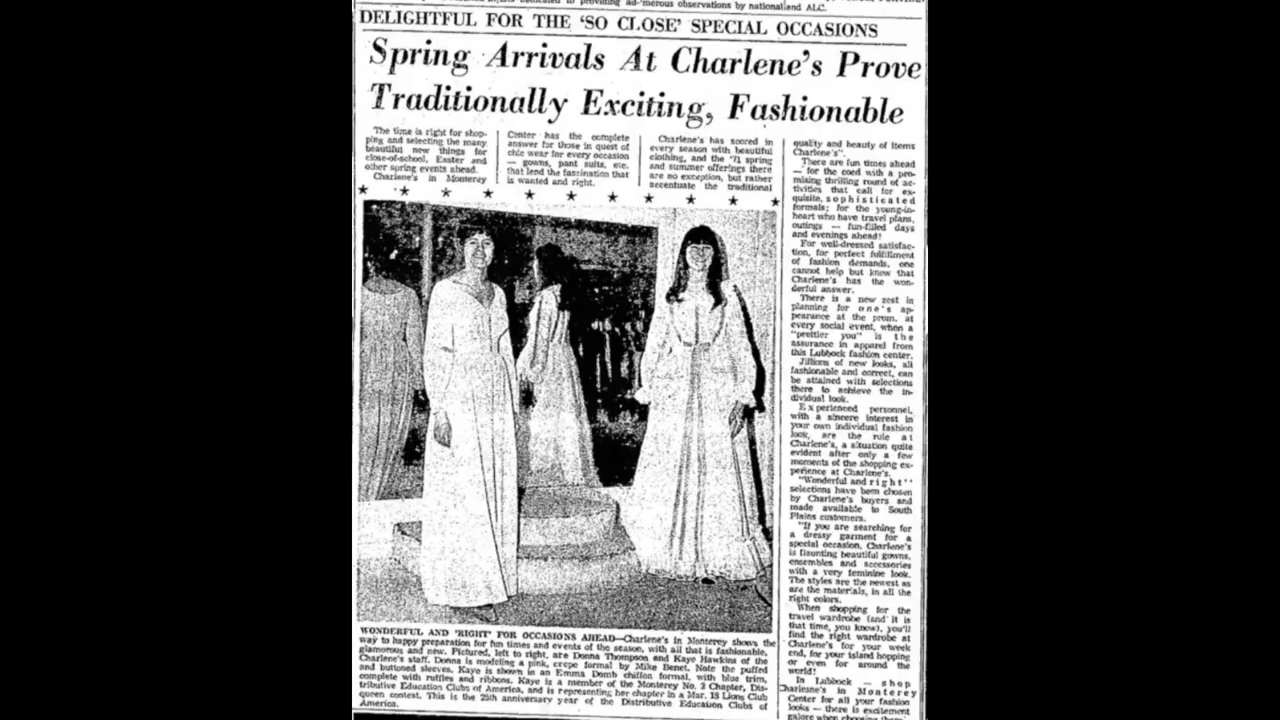 merous observations by national and ALC.
DELIGHTFUL FOR THE 'SO CLOSE' SPECIAL OCCASIONS
Spring Arrivals At Charlene's Prove
Traditionally Exciting, Fashionable
The time is right for shop-
ping and selecting the many
beautiful new things for
close-of-school, Easter and
other spring events ahead.
Charlene's in Monterey
Center has the complete
answer for those in quest of
chic wear for every occasion
— gowns, pant suits, etc.
that lend the fascination that
is wanted and right.
Charlene's has scored in
every season with beautiful
clothing, and the '71 spring
and summer offerings there
are no exception, but rather
accentuate the traditional
quality and beauty of items
Charlene's".
There are fun times ahead
— for the coed with a pro-
mising thrilling round of ac-
tivities that call for ex-
quisite, sophisticated
formals; for the young-in-
heart who have travel plans,
outings — fun-filled days
and evenings ahead!
For well-dressed satisfac-
tion, for perfect fulfillment
of fashion demands, one
cannot help but know that
Charlene's has the won-
derful answer.
There is a new zest in
planning for one's ap-
pearance at the prom, at
every social event, when a
"prettier you" is the
assurance in apparel from
this Lubbock fashion center.
Jillions of new looks, all
fashionable and correct, can
be attained with selections
there to achieve the in-
dividual look.
Experienced personnel,
with a sincere interest in
your own individual fashion
look, are the rule at
Charlene's, a situation quite
evident after only a few
moments of the shopping ex-
perience at Charlene's.
"Wonderful and right"
selections have been chosen
by Charlene's buyers and
made available to South
Plains customers.
"If you are searching for
a dressy garment for a
special occasion, Charlene's
is flaunting beautiful gowns,
ensembles and accessories
with a very feminine look.
The styles are the newest as
are the materials, in all the
right colors.
When shopping for the
travel wardrobe (and it is
that time, you know), you'll
find the right wardrobe at
Charlene's for your week
end, for your island hopping
or even for around the
world!
In Lubbock — shop
Charlene's in Monterey
Center for all your fashion
looks — there is excitement
galore when choosing
WONDERFUL AND 'RIGHT' FOR OCCASIONS AHEAD—Charlene's in Monterey shows the
way to happy preparation for fun times and events of the season, with all that is fashionable,
glamorous and new. Pictured, left to right, are Donna Thompson and Kaye Hawkins of the
Charlene's staff. Donna is modeling a pink, crepe formal by Mike Benet. Note the puffed
and buttoned sleeves. Kaye is shown in an Emma Domb chiffon formal, with blue trim,
complete with ruffles and ribbons. Kaye is a member of the Monterey No. 2 Chapter, Dis-
tributive Education Clubs of America, and is representing her chapter in a Mar. 18 Lions Club
queen contest. This is the 25th anniversary year of the Distributive Education Clubs of
America.